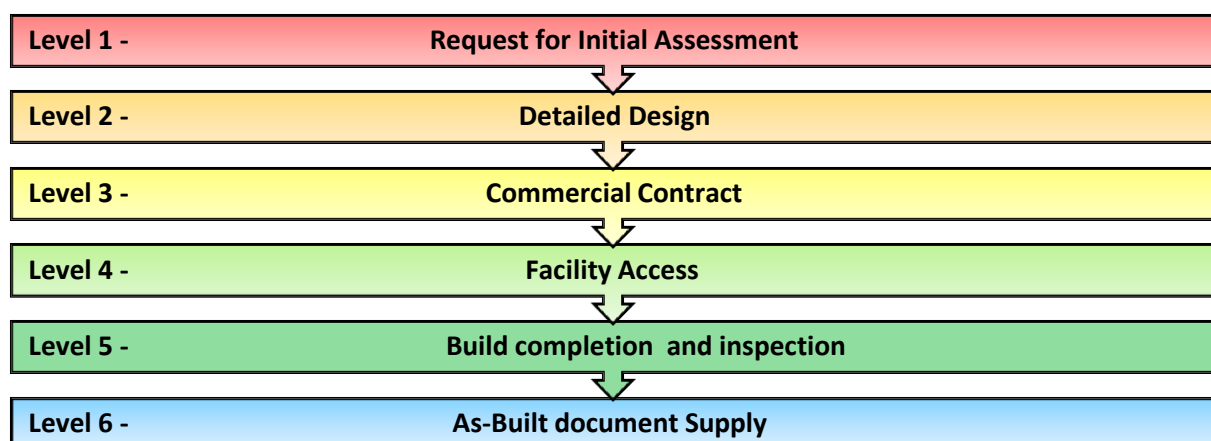 Level 1 - Request for Initial Assessment
Level 2 - Detailed Design
Level 3 - Commercial Contract
Level 4 - Facility Access
Level 5 - Build completion  and inspection
Level 6 - As-Built document Supply